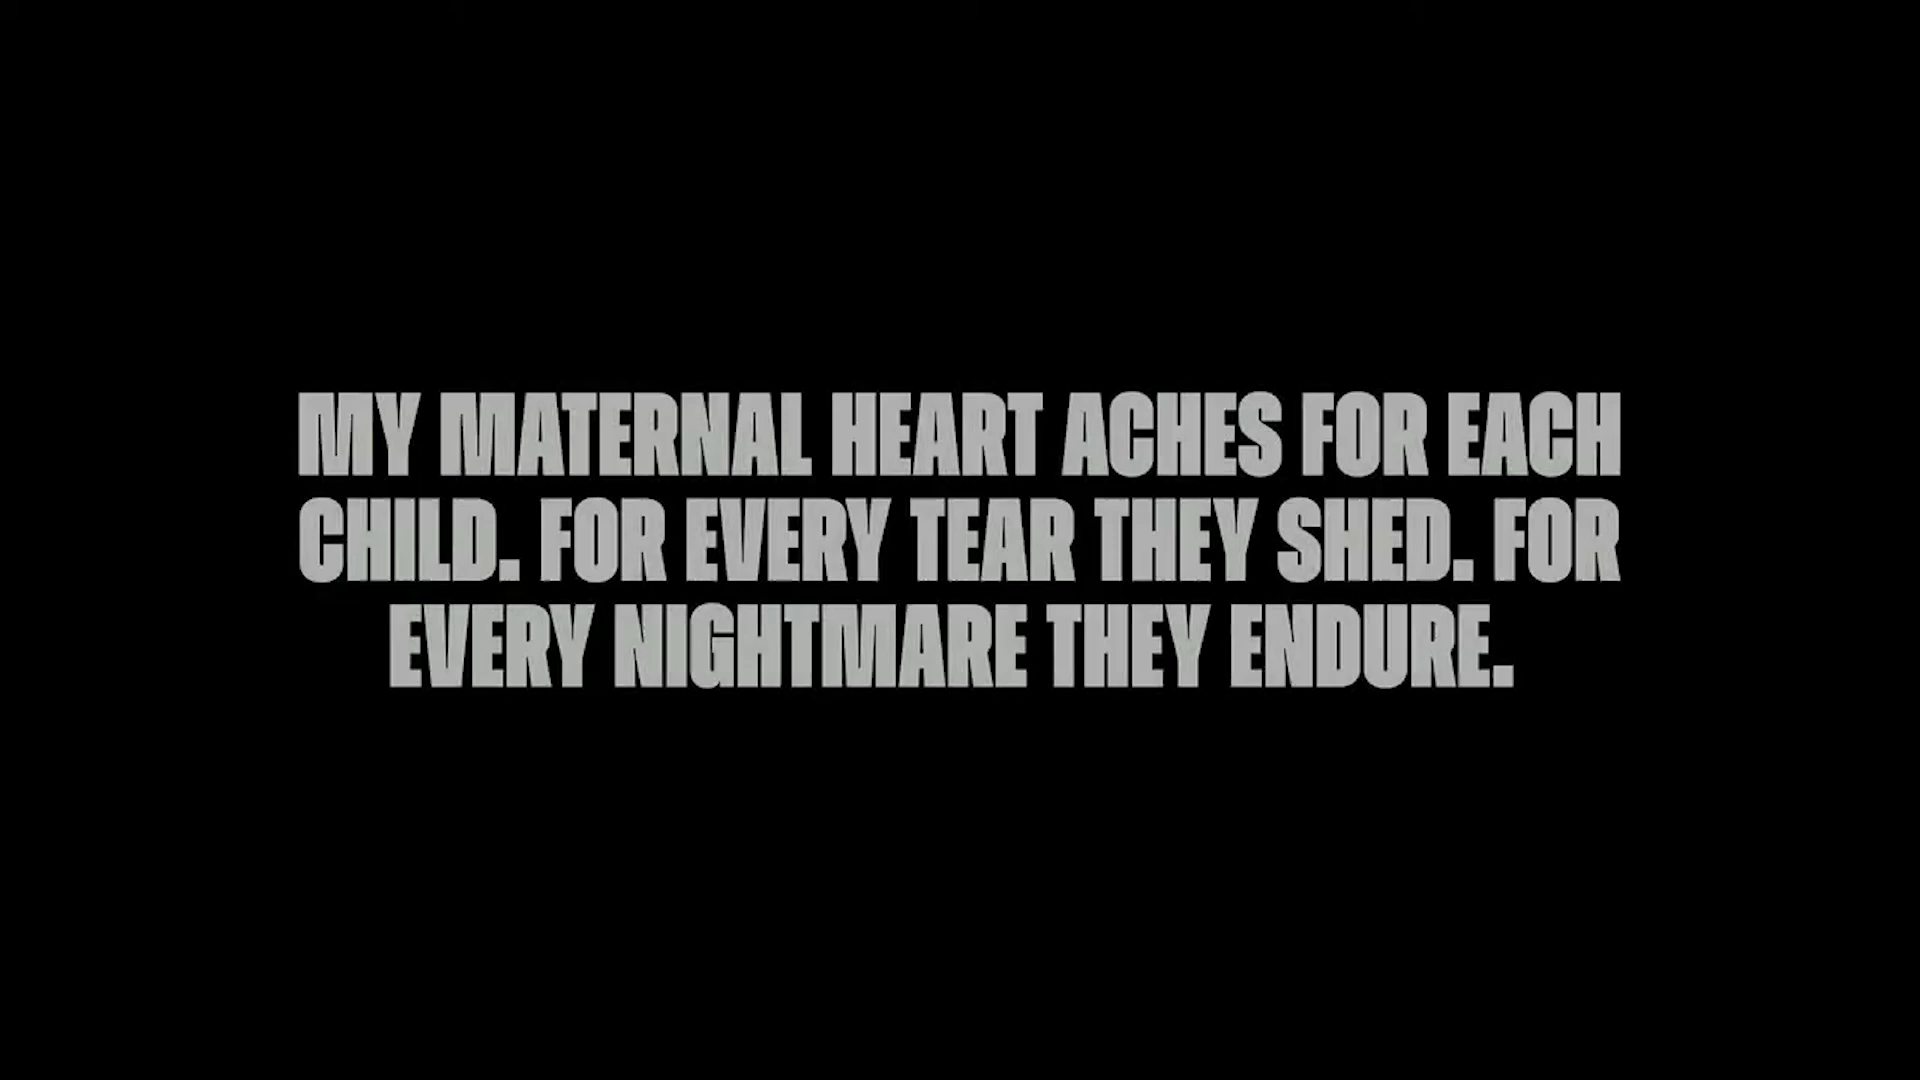 MY MATERNAL HEART ACHES FOR EACH
CHILD. FOR EVERY TEAR THEY SHED. FOR
EVERY NIGHTMARE THEY ENDURE.